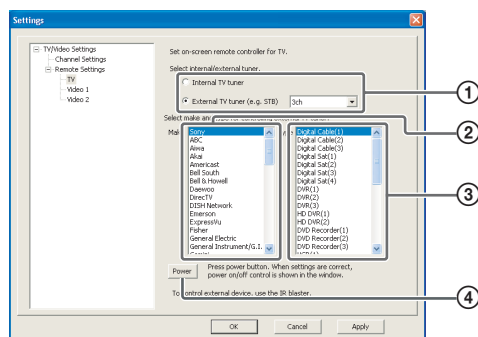 Settings
TV/Video Settings
Channel Settings
Remote Settings
TV
Video 1
Video 2
Set on-screen remote controller for TV.
Select internal/external tuner.
Internal TV tuner
External TV tuner (e.g. STB)
3ch
1
Select make and
2
Sony
ABC
Aiwa
Akai
Americast
Bell South
Bell & Howell
Daewoo
DirecTV
DISH Network
Emerson
ExpressVu
Fisher
General Electric
General Instrument/G.I.
Digital Cable(1)
Digital Cable(2)
Digital Cable(3)
Digital Sat(1)
Digital Sat(2)
Digital Sat(3)
Digital Sat(4)
DVR(1)
DVR(2)
DVR(3)
HD DVR(1)
HD DVR(2)
DVD Recorder(1)
DVD Recorder(2)
DVD Recorder(3)
3
Power
Press power button. When settings are correct,
power on/off control is shown in the window.
4
To control external device, use the IR blaster.
OK
Cancel
Apply